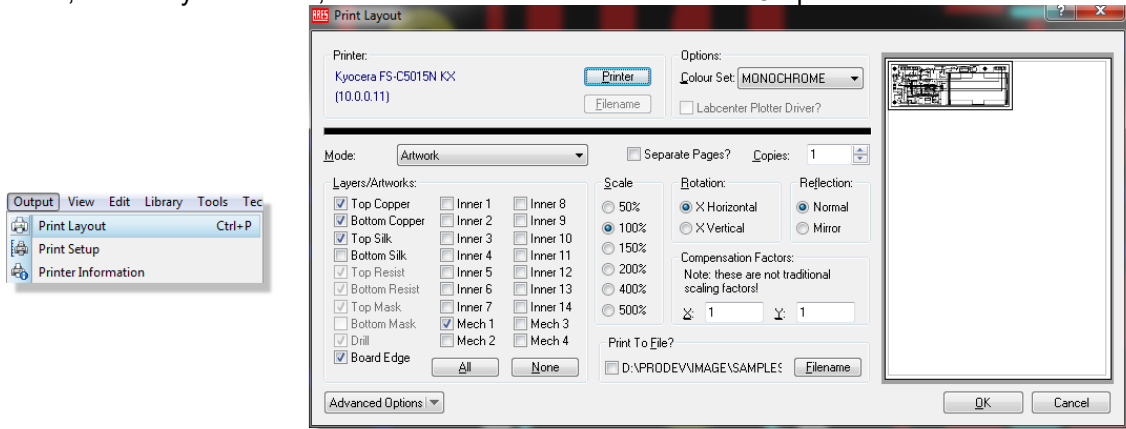 Print Layout
Printer:
Kyocera FS-C5015N KX
(10.0.0.11)
Printer
Filename
Options:
Colour Set: MONOCHROME
Labcenter Plotter Driver?
Mode: Artwork
Separate Pages? Copies: 1
Layers/Artworks:
Top Copper Inner 1 Inner 8
Bottom Copper Inner 2 Inner 9
Top Silk Inner 3 Inner 10
Bottom Silk Inner 4 Inner 11
Top Resist Inner 5 Inner 12
Bottom Resist Inner 6 Inner 13
Top Mask Inner 7 Inner 14
Bottom Mask Mech 1 Mech 3
Drill Mech 2 Mech 4
Board Edge
All None
Scale
50%
100%
150%
200%
400%
500%
Rotation:
X Horizontal
X Vertical
Reflection:
Normal
Mirror
Compensation Factors:
Note: these are not traditional
scaling factors!
X: 1 Y: 1
Print To File?
D:\PRODEV\IMAGE\SAMPLES Filename
Advanced Options
OK Cancel
Output View Edit Library Tools Tec
Print Layout Ctrl+P
Print Setup
Printer Information